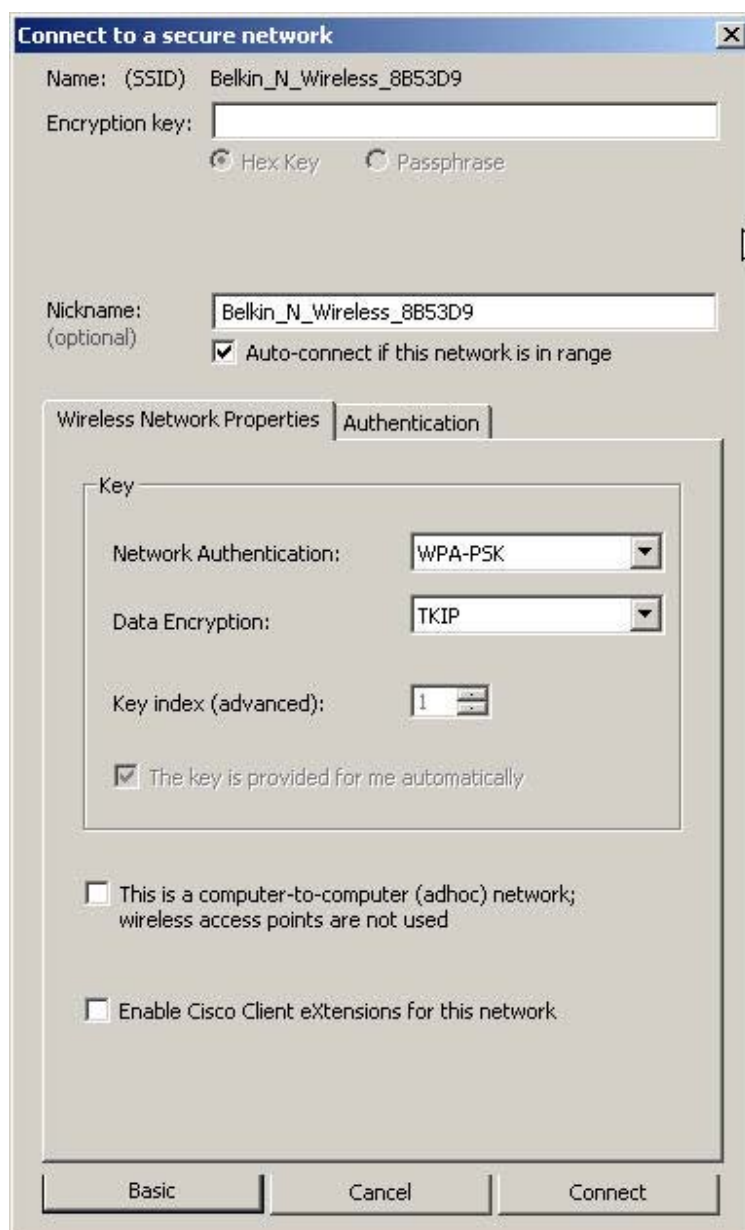 Connect to a secure network
Name: (SSID) Belkin_N_Wireless_8B53D9
Encryption key:
Hex Key Passphrase
Nickname: Belkin_N_Wireless_8B53D9
(optional)
Auto-connect if this network is in range
Wireless Network Properties Authentication
Key
Network Authentication: WPA-PSK
Data Encryption: TKIP
Key index (advanced): 1
The key is provided for me automatically
This is a computer-to-computer (adhoc) network;
wireless access points are not used
Enable Cisco Client eXtensions for this network
Basic Cancel Connect